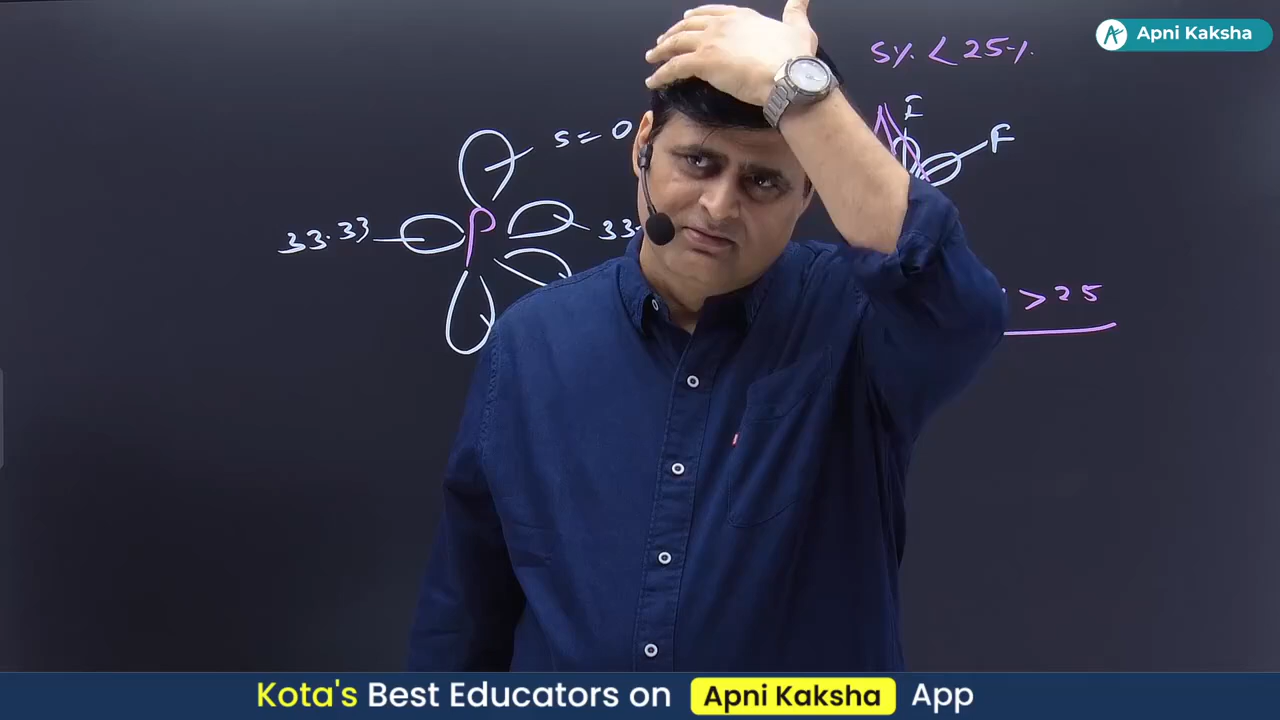 Apni Kaksha
s% < 25%
F
s = 0
33.33
P
33.
> 25
Kota's Best Educators on Apni Kaksha App